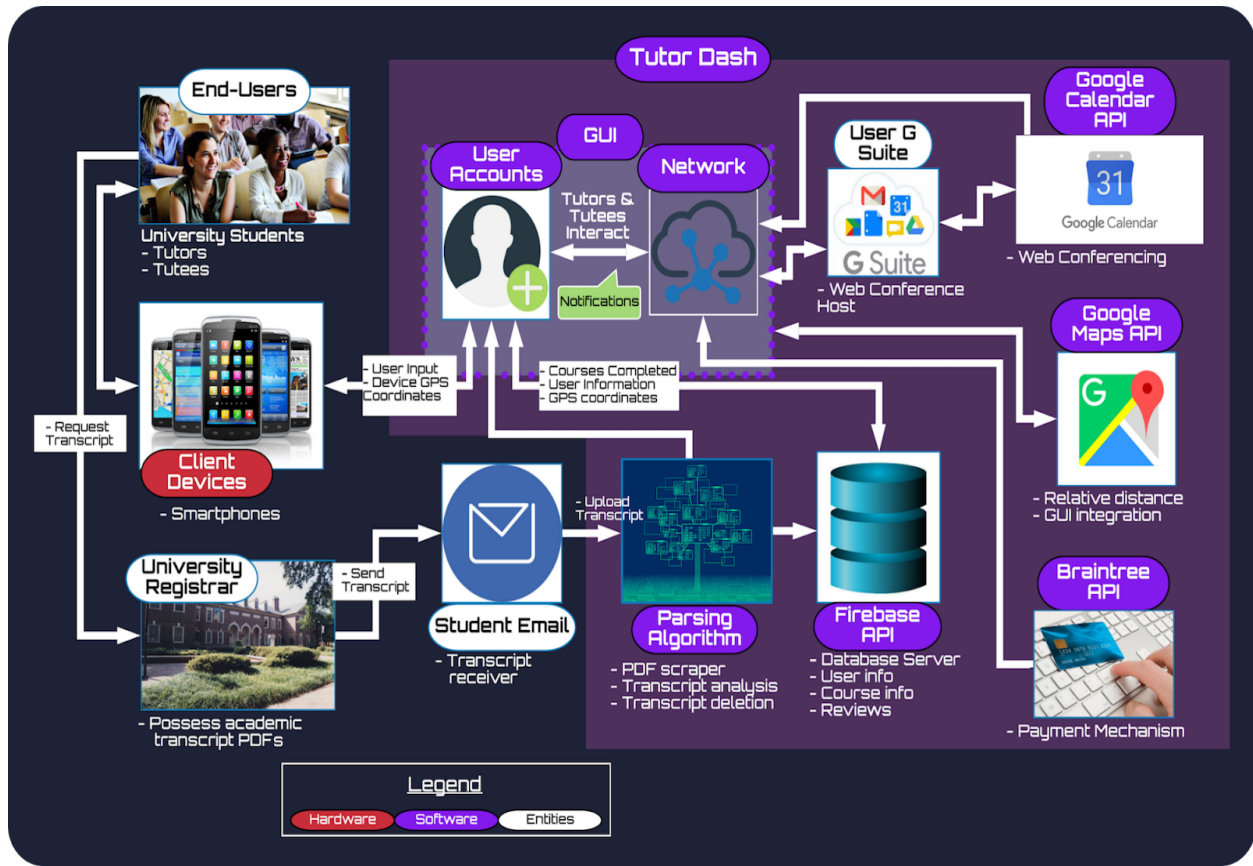 Tutor Dash
End-Users
University Students
- Tutors
- Tutees
GUI
User
Accounts
Network
Tutors &
Tutees
Interact
Notifications
User G
Suite
G Suite
31
- Web Conference
Host
Google
Calendar
API
31
Google Calendar
- Web Conferencing
Google
Maps API
G
- Relative distance
- GUI integration
- User Input
- Device GPS
Coordinates
- Courses Completed
- User Information
- GPS coordinates
- Request
Transcript
Client
Devices
- Smartphones
University
Registrar
- Possess academic
transcript PDFs
- Send
Transcript
Student Email
- Transcript
receiver
- Upload
Transcript
Parsing
Algorithm
- PDF scraper
- Transcript analysis
- Transcript deletion
Firebase
API
- Database Server
- User info
- Course info
- Reviews
Braintree
API
- Payment Mechanism
Legend
Hardware
Software
Entities